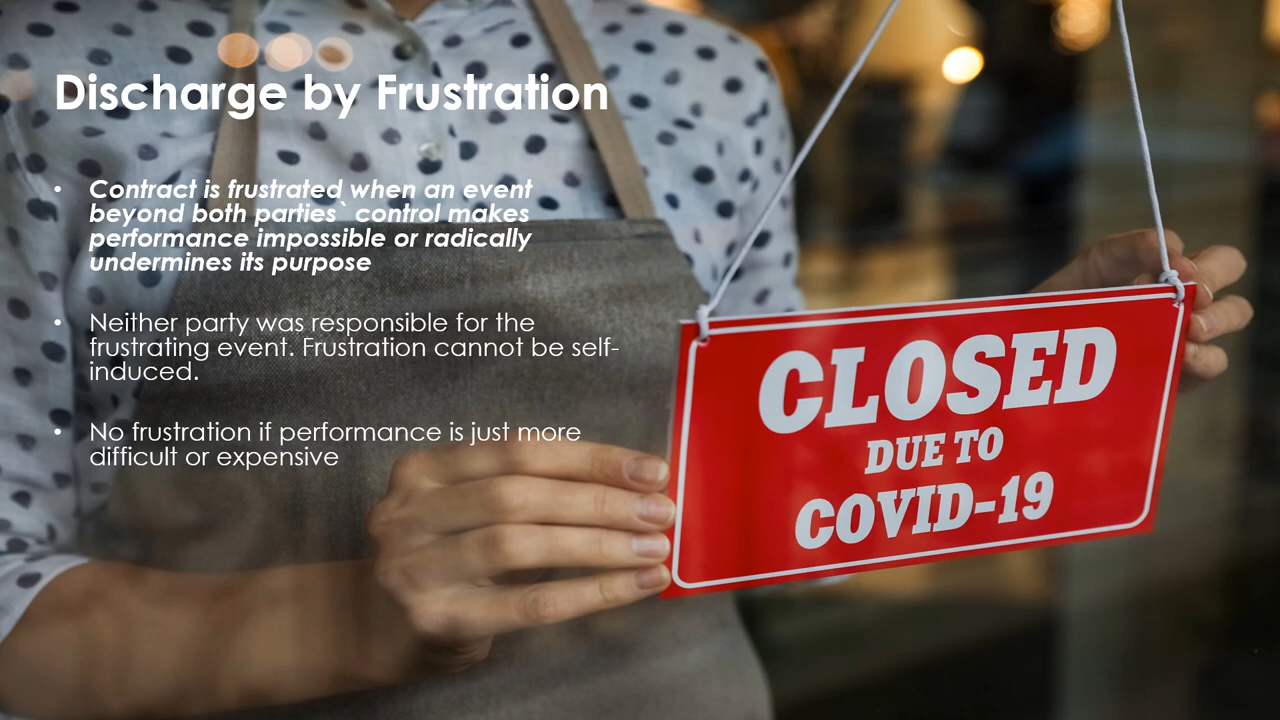 Discharge by Frustration
• Contract is frustrated when an event
beyond both parties` control makes
performance impossible or radically
undermines its purpose
• Neither party was responsible for the
frustrating event. Frustration cannot be self-
induced.
• No frustration if performance is just more
difficult or expensive
CLOSED
DUE TO
COVID-19